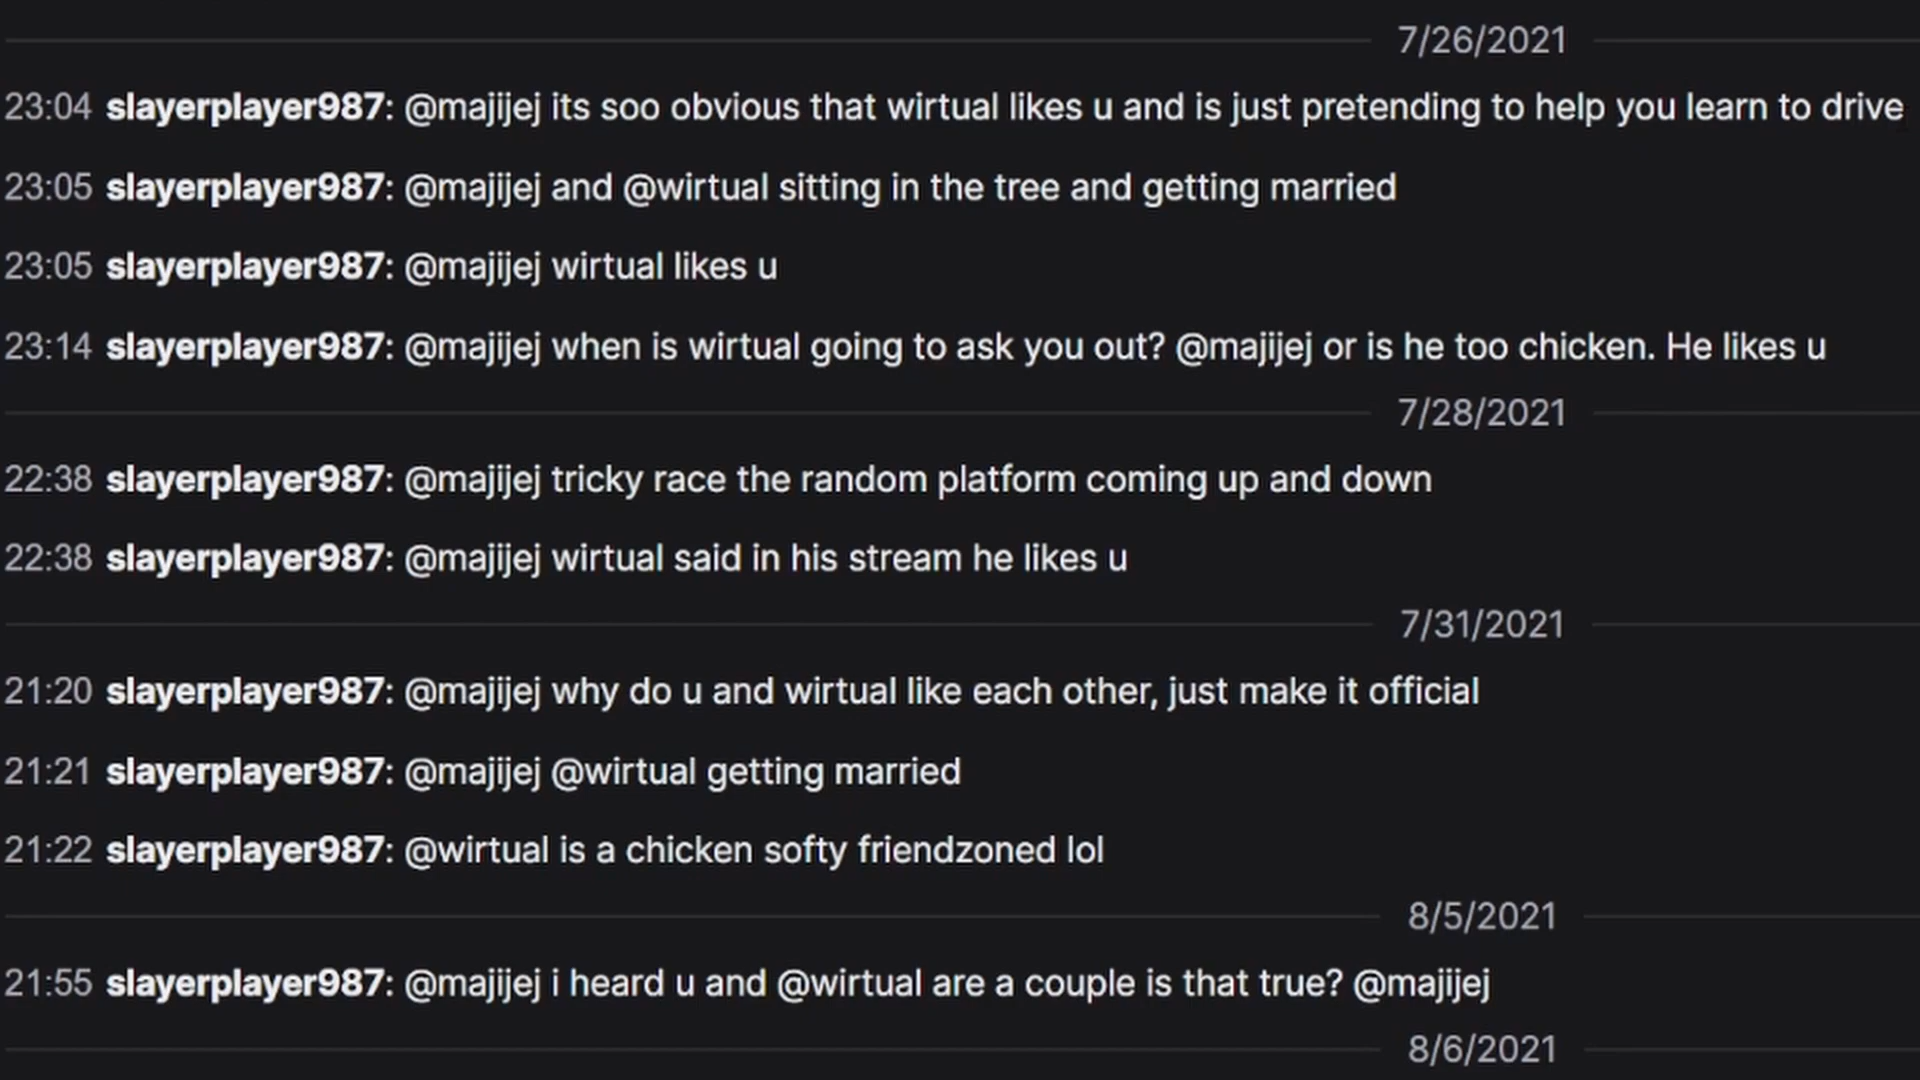 7/26/2021
23:04 slayerplayer987: @majijej its soo obvious that wirtual likes u and is just pretending to help you learn to drive
23:05 slayerplayer987: @majijej and @wirtual sitting in the tree and getting married
23:05 slayerplayer987: @majijej wirtual likes u
23:14 slayerplayer987: @majijej when is wirtual going to ask you out? @majijej or is he too chicken. He likes u
7/28/2021
22:38 slayerplayer987: @majijej tricky race the random platform coming up and down
22:38 slayerplayer987: @majijej wirtual said in his stream he likes u
7/31/2021
21:20 slayerplayer987: @majijej why do u and wirtual like each other, just make it official
21:21 slayerplayer987: @majijej @wirtual getting married
21:22 slayerplayer987: @wirtual is a chicken softy friendzoned lol
8/5/2021
21:55 slayerplayer987: @majijej i heard u and @wirtual are a couple is that true? @majijej
8/6/2021